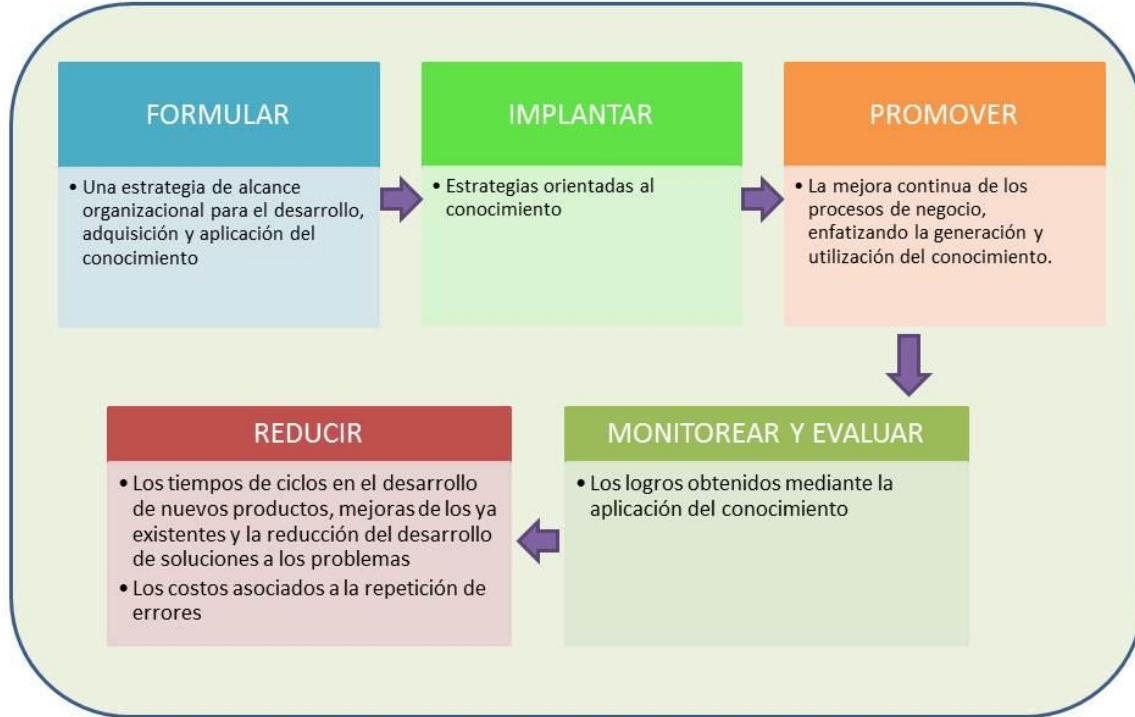 FORMULAR
• Una estrategia de alcance
organizacional para el desarrollo,
adquisición y aplicación del
conocimiento
IMPLANTAR
• Estrategias orientadas al
conocimiento
PROMOVER
• La mejora continua de los
procesos de negocio,
enfatizando la generación y
utilización del conocimiento.
MONITOREAR Y EVALUAR
• Los logros obtenidos mediante la
aplicación del conocimiento
REDUCIR
• Los tiempos de ciclos en el desarrollo
de nuevos productos, mejoras de los ya
existentes y la reducción del desarrollo
de soluciones a los problemas
• Los costos asociados a la repetición de
errores